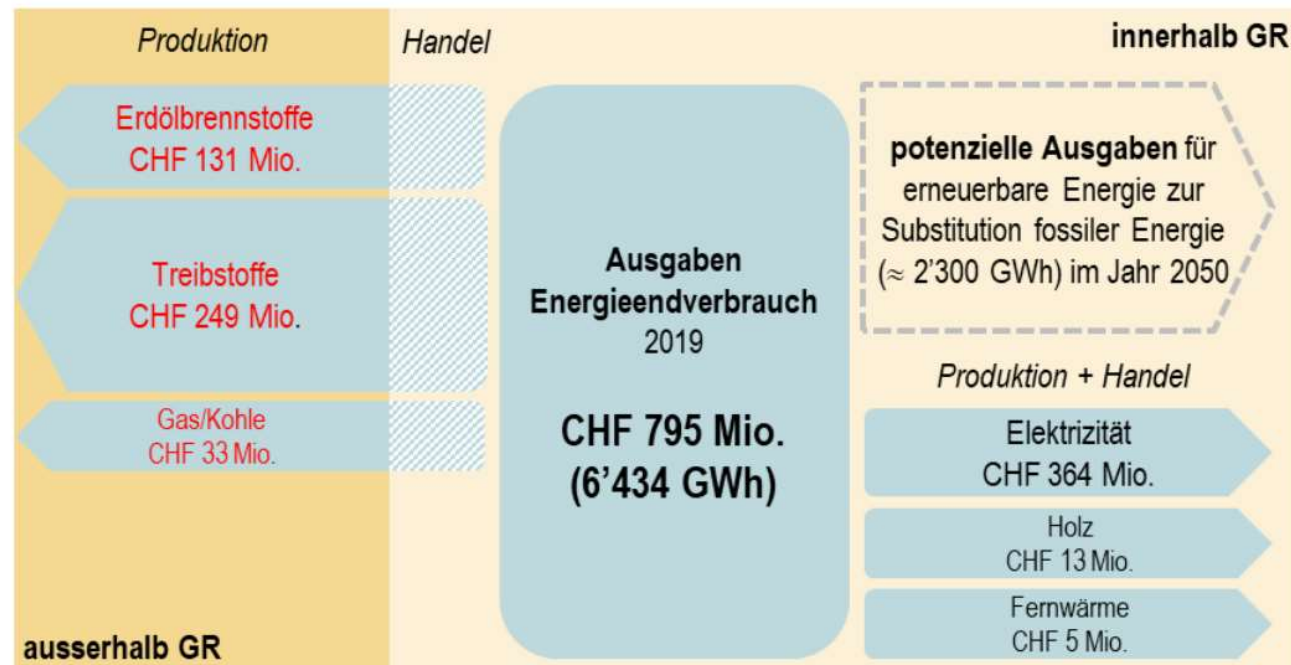 Produktion
Handel
innerhalb GR
Erdölbrennstoffe
CHF 131 Mio.
Treibstoffe
CHF 249 Mio.
Gas/Kohle
CHF 33 Mio.
ausserhalb GR
Ausgaben
Energieendverbrauch
2019
CHF 795 Mio.
(6’434 GWh)
potenzielle Ausgaben für
erneuerbare Energie zur
Substitution fossiler Energie
(≈ 2’300 GWh) im Jahr 2050
Produktion + Handel
Elektrizität
CHF 364 Mio.
Holz
CHF 13 Mio.
Fernwärme
CHF 5 Mio.